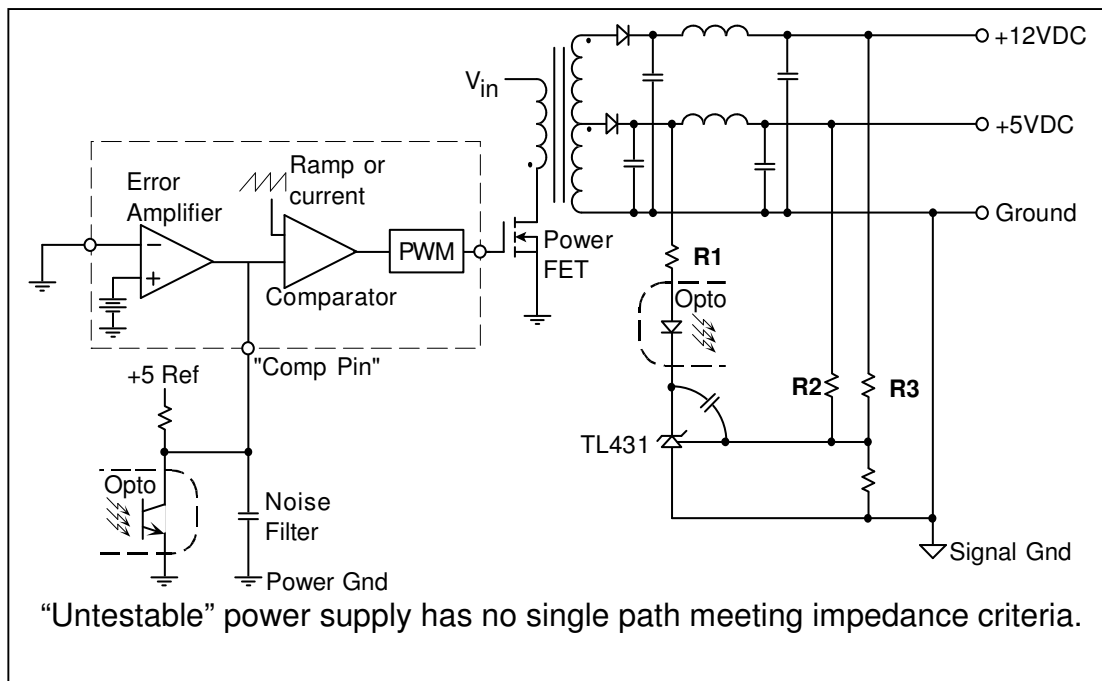 +12VDC
V_in
+5VDC
Error
Amplifier
Ramp or
current
Ground
−
+
PWM
Power
FET
R1
Comparator
Opto
"Comp Pin"
+5 Ref
R2
R3
TL431
Opto
Noise
Filter
Signal Gnd
Power Gnd
“Untestable” power supply has no single path meeting impedance criteria.